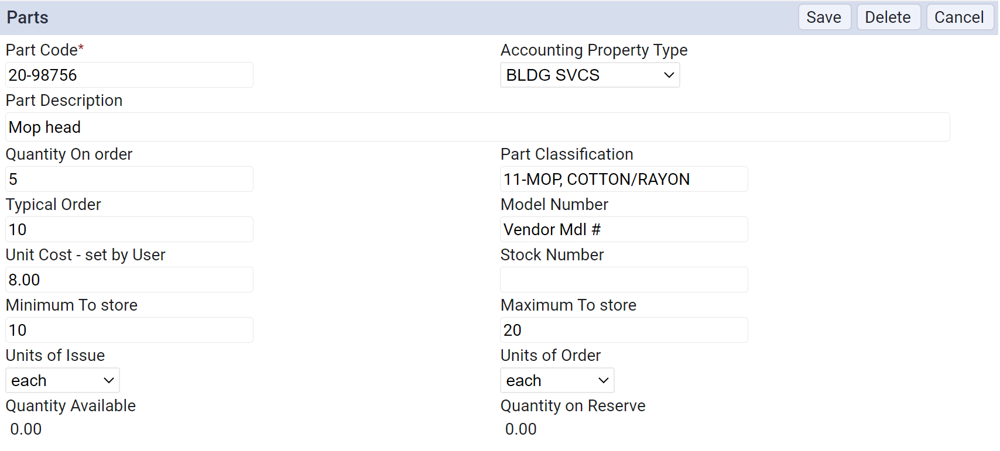 Parts Save Delete Cancel
Part Code* Accounting Property Type
20-98756 BLDG SVCS
Part Description
Mop head
Quantity On order Part Classification
5 11-MOP, COTTON/RAYON
Typical Order Model Number
10 Vendor Mdl #
Unit Cost - set by User Stock Number
8.00
Minimum To store Maximum To store
10 20
Units of Issue Units of Order
each each
Quantity Available Quantity on Reserve
0.00 0.00